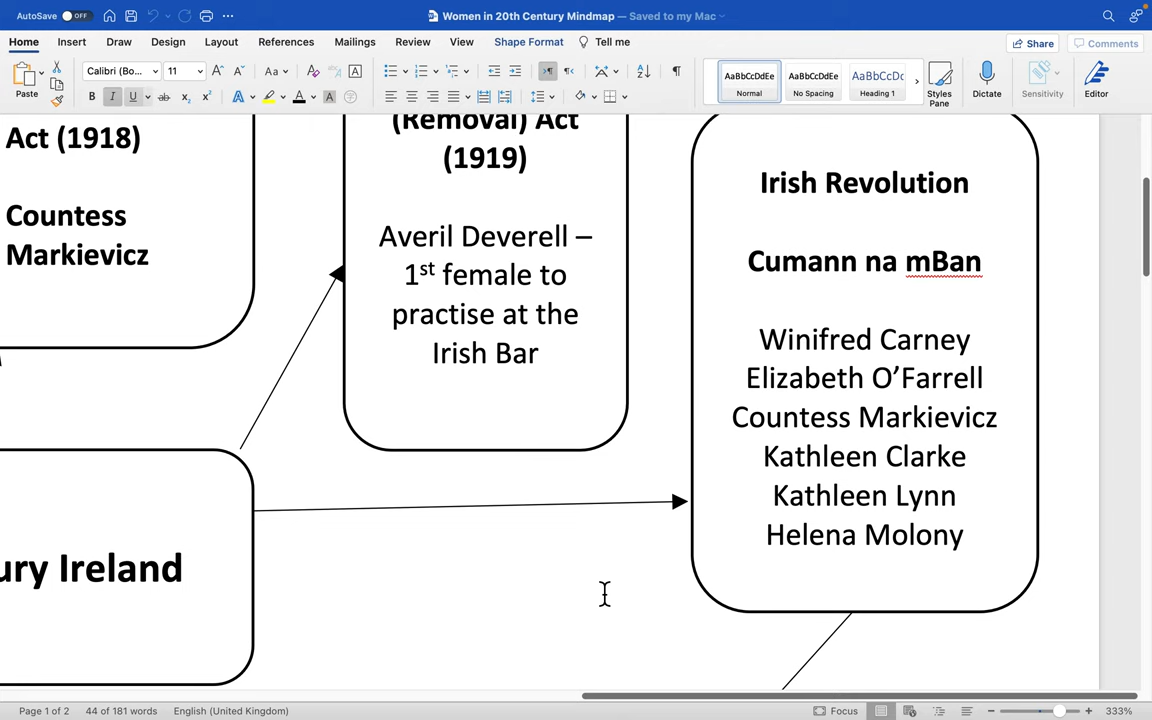 AutoSave OFF
Women in 20th Century Mindmap — Saved to my Mac
Home Insert Draw Design Layout References Mailings Review View Shape Format Tell me
Share Comments
Paste
Calibri (Bo... 11
AaBbCcDdEe AaBbCcDdEe AaBbCcDc
Normal No Spacing Heading 1
Styles Pane
Dictate
Sensitivity
Editor
Act (1918)
Countess
Markievicz
(Removal) Act
(1919)
Averil Deverell –
1st female to
practise at the
Irish Bar
Irish Revolution
Cumann na mBan
Winifred Carney
Elizabeth O’Farrell
Countess Markievicz
Kathleen Clarke
Kathleen Lynn
Helena Molony
ury Ireland
Page 1 of 2 44 of 181 words English (United Kingdom) Focus 333%